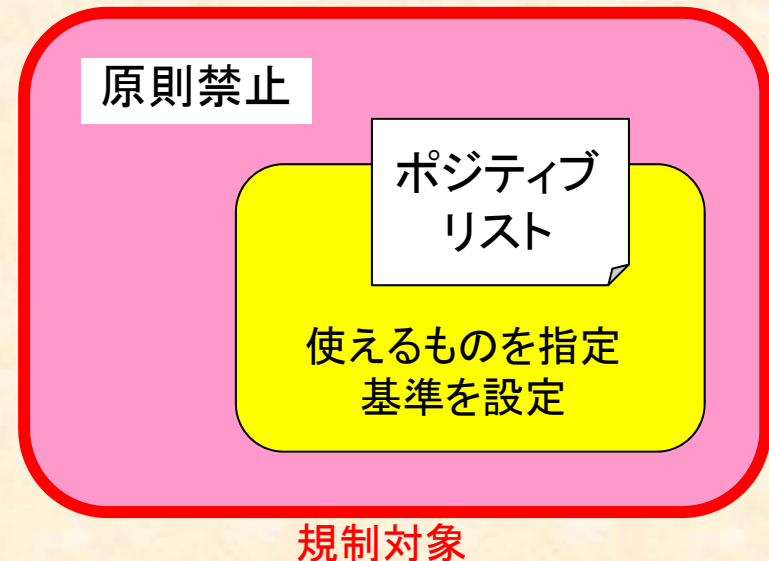 原則禁止
ポジティブ
リスト
使えるものを指定
基準を設定
規制対象